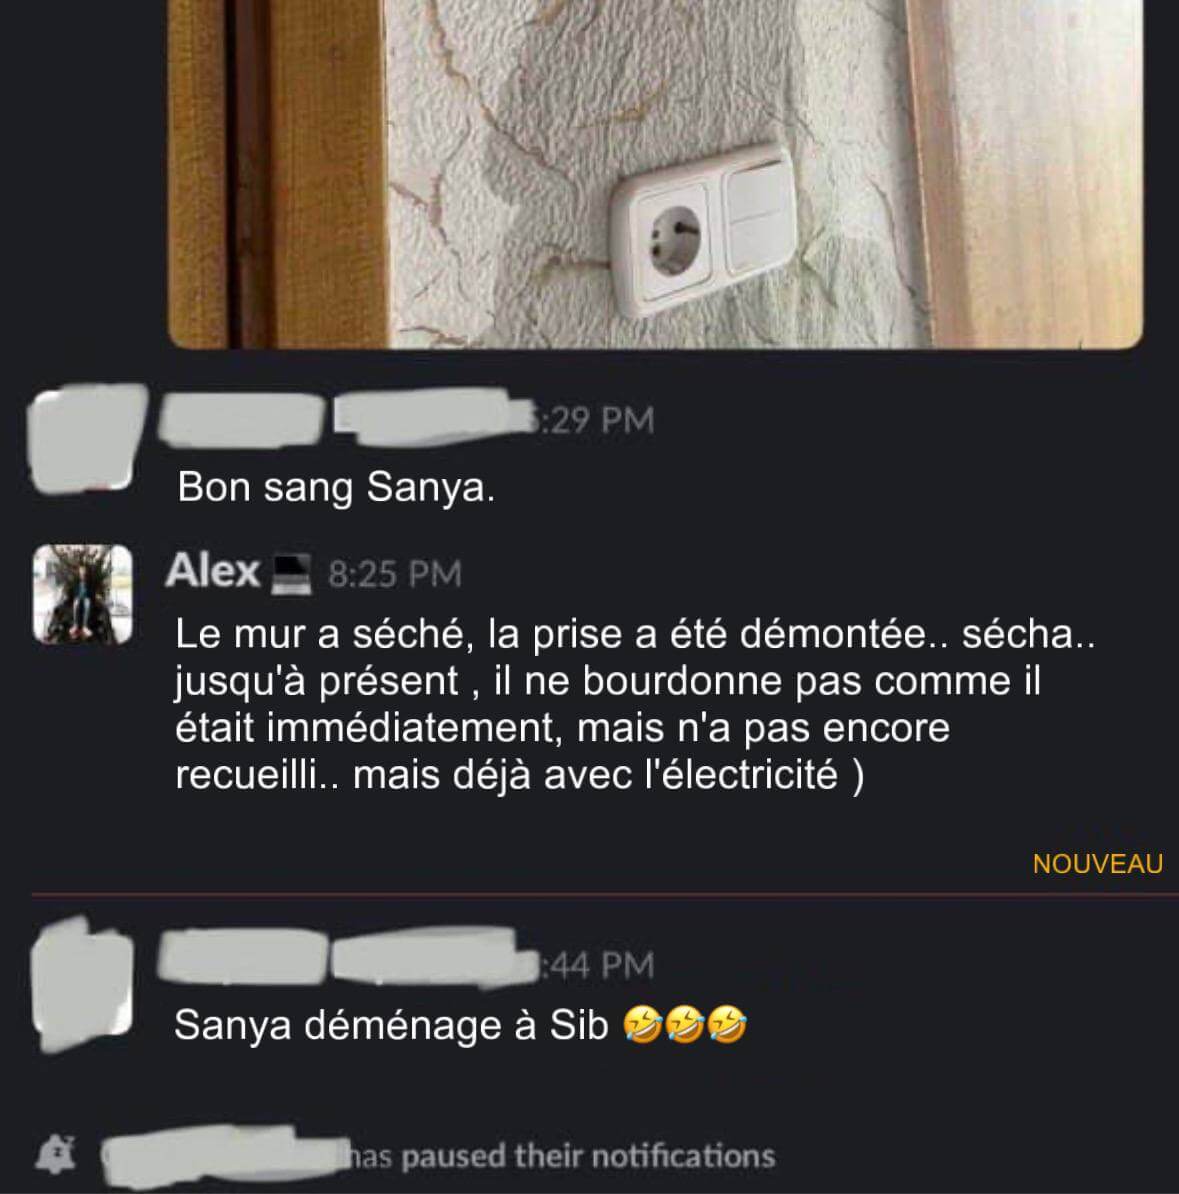 :29 PM
Bon sang Sanya.
Alex 8:25 PM
Le mur a séché, la prise a été démontée.. sécha..
jusqu'à présent , il ne bourdonne pas comme il
était immédiatement, mais n'a pas encore
recueilli.. mais déjà avec l'électricité )
NOUVEAU
:44 PM
Sanya déménage à Sib 🤣🤣🤣
has paused their notifications